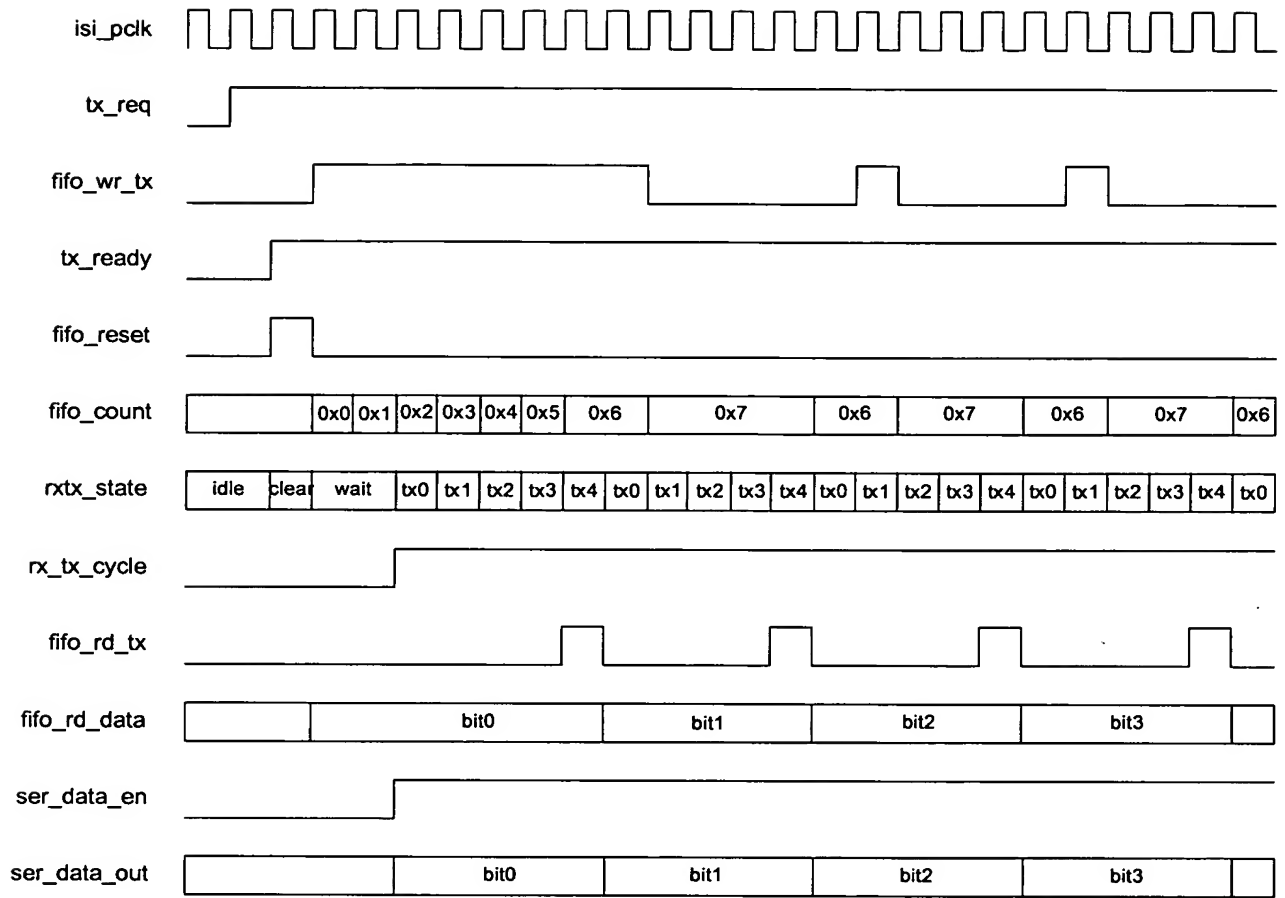 isi_pclk
tx_req
fifo_wr_tx
tx_ready
fifo_reset
fifo_count 0x0 0x1 0x2 0x3 0x4 0x5 0x6 0x7 0x6 0x7 0x6 0x7 0x6
rxtx_state idle clear wait tx0 tx1 tx2 tx3 tx4 tx0 tx1 tx2 tx3 tx4 tx0 tx1 tx2 tx3 tx4 tx0 tx1 tx2 tx3 tx4 tx0
rx_tx_cycle
fifo_rd_tx
fifo_rd_data bit0 bit1 bit2 bit3
ser_data_en
ser_data_out bit0 bit1 bit2 bit3